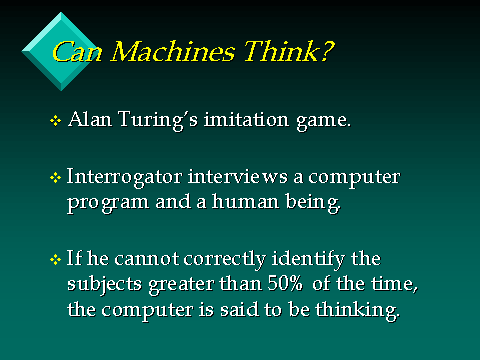 Can Machines Think?
Alan Turing's imitation game.
Interrogator interviews a computer
program and a human being.
If he cannot correctly identify the
subjects greater than 50% of the time,
the computer is said to be thinking.